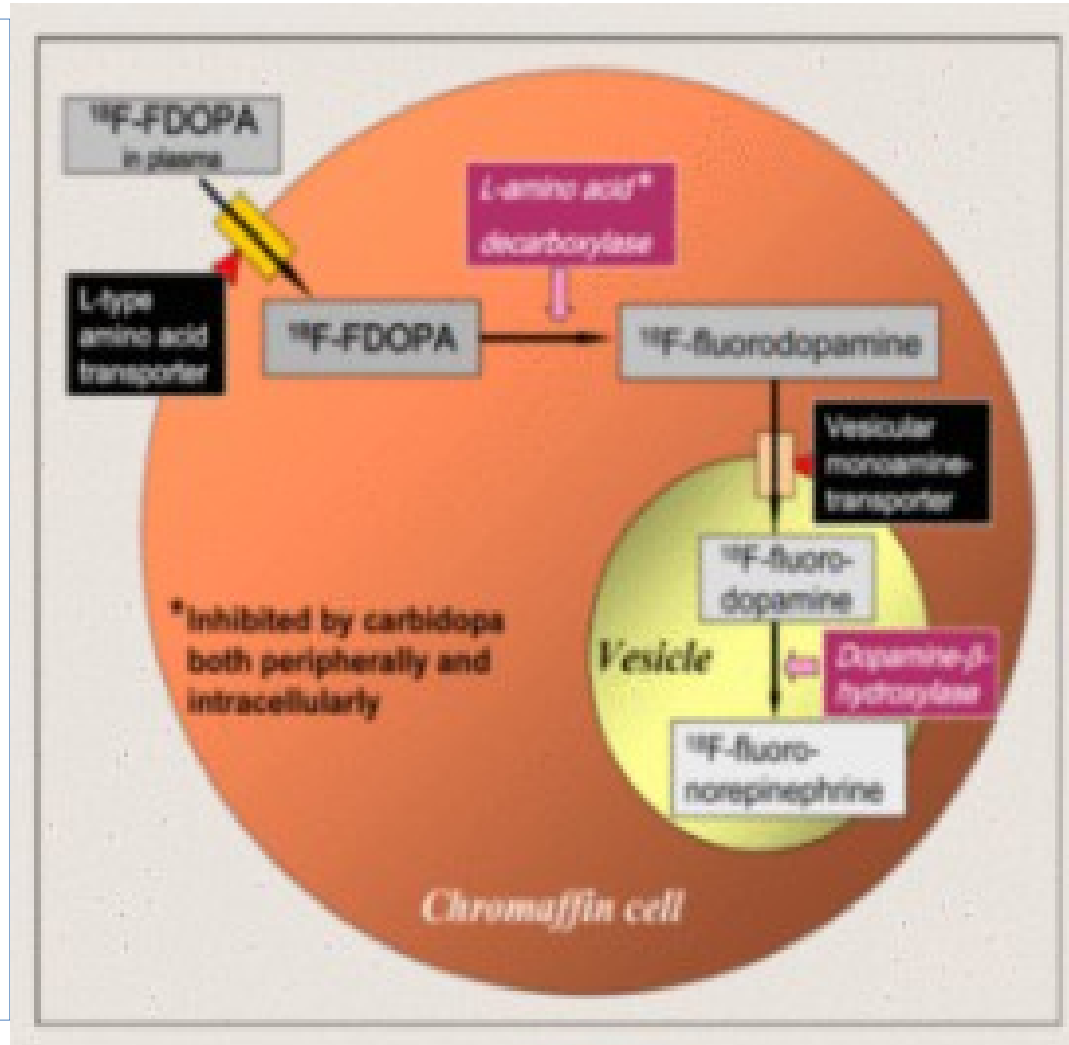 ¹⁸F-FDOPA
in plasma
L-amino acid*
decarboxylase
L-type
amino acid
transporter
¹⁸F-FDOPA
¹⁸F-fluorodopamine
Vesicular
monoamine-
transporter
¹⁸F-fluoro-
dopamine
*Inhibited by carbidopa
both peripherally and
intracellularly
Vesicle
Dopamine-β-
hydroxylase
¹⁸F-fluoro-
norepinephrine
Chromaffin cell